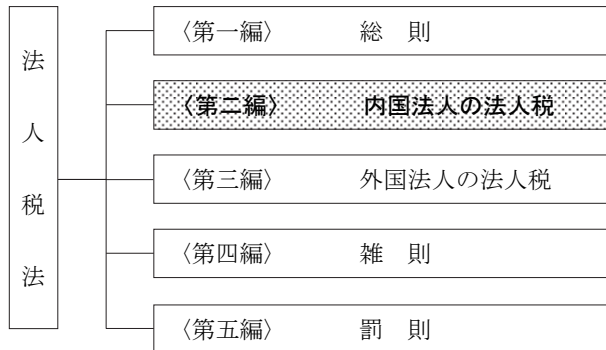 法人税法
〈第一編〉 総 則
〈第二編〉 内国法人の法人税
〈第三編〉 外国法人の法人税
〈第四編〉 雑 則
〈第五編〉 罰 則